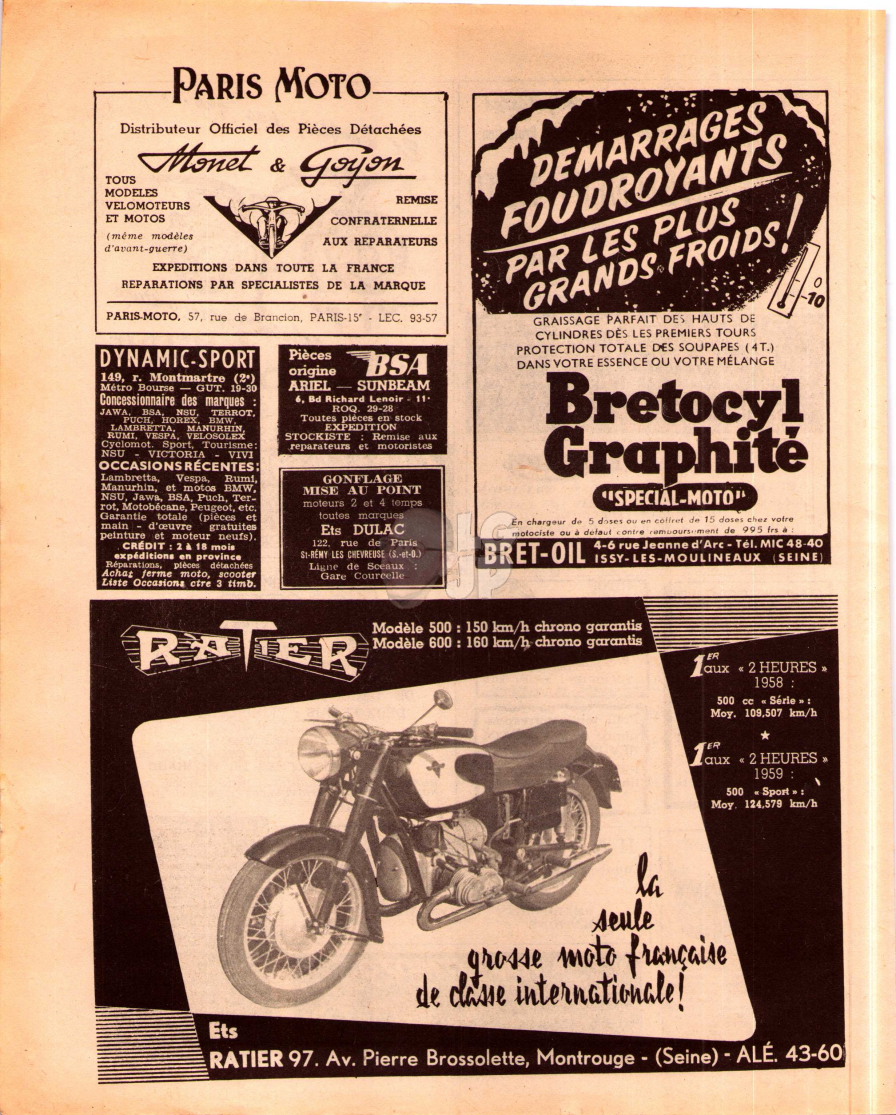 PARIS MOTO
Distributeur Officiel des Pièces Détachées
Monet & Goyon
TOUS
MODELES
VELOMOTEURS
ET MOTOS
(même modèles
d'avant-guerre)
REMISE
CONFRATERNELLE
AUX REPARATEURS
EXPEDITIONS DANS TOUTE LA FRANCE
REPARATIONS PAR SPECIALISTES DE LA MARQUE
PARIS-MOTO, 57, rue de Brancion, PARIS-15e - LEC. 93-57
DEMARRAGES
FOUDROYANTS
PAR LES PLUS
GRANDS FROIDS!
0
-10
GRAISSAGE PARFAIT DES HAUTS DE
CYLINDRES DÈS LES PREMIERS TOURS
PROTECTION TOTALE DES SOUPAPES (4T.)
DANS VOTRE ESSENCE OU VOTRE MÉLANGE
Bretocyl
Graphité
"SPECIAL-MOTO"
En chargeur de 5 doses ou en coffret de 15 doses chez votre
motociste ou à défaut contre remboursement de 995 frs à :
BRET-OIL 4-6 rue Jeanne d'Arc - Tél. MIC 48-40
ISSY-LES-MOULINEAUX (SEINE)
DYNAMIC-SPORT
149, r. Montmartre (2e)
Métro Bourse — GUT. 19-30
Concessionnaire des marques :
JAWA, BSA, NSU, TERROT,
PUCH, HOREX, BMW,
LAMBRETTA, MANURHIN,
RUMI, VESPA, VELOSOLEX
Cyclomot. Sport, Tourisme:
NSU - VICTORIA - VIVI
OCCASIONS RÉCENTES:
Lambretta, Vespa, Rumi,
Manurhin, et motos BMW,
NSU, Jawa, BSA, Puch, Ter-
rot, Motobécane, Peugeot, etc.
Garantie totale (pièces et
main - d'œuvre gratuites
peinture et moteur neufs).
CRÉDIT : 2 à 18 mois
expéditions en province
Réparations, pièces détachées
Achat ferme moto, scooter
Liste Occasions ctre 3 timb.
Pièces
origine BSA
ARIEL — SUNBEAM
6, Bd Richard Lenoir - 11e
ROQ. 29-28
Toutes pièces en stock
EXPEDITION
STOCKISTE : Remise aux
reparateurs et motoristes
GONFLAGE
MISE AU POINT
moteurs 2 et 4 temps
toutes marques
Ets DULAC
122, rue de Paris
St-RÉMY LES CHEVREUSE (S.-et-O.)
Ligne de Sceaux :
Gare Courcelle
RATIER
Modèle 500 : 150 km/h chrono garantis
Modèle 600 : 160 km/h chrono garantis
1ER
aux « 2 HEURES »
1958 :
500 cc « Série » :
Moy. 109,507 km/h
★
1ER
aux « 2 HEURES »
1959 :
500 « Sport » :
Moy. 124,579 km/h
la
seule
grosse moto française
de classe internationale!
Ets
RATIER 97. Av. Pierre Brossolette, Montrouge - (Seine) - ALÉ. 43-60